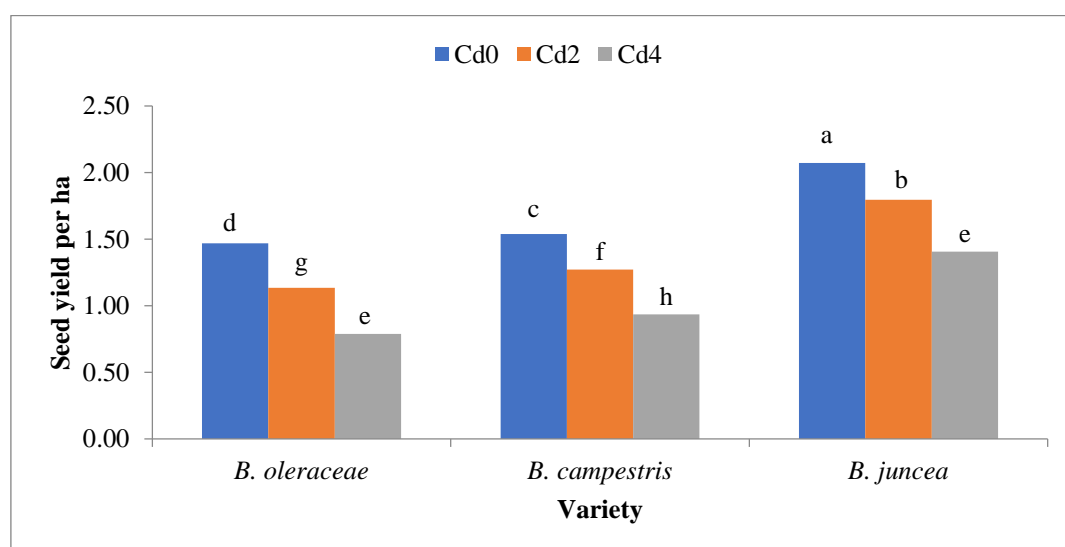 Cd0 Cd2 Cd4
2.50
2.00
1.50
1.00
0.50
0.00
Seed yield per ha
d
g
e
c
f
h
a
b
e
B. oleraceae B. campestris B. juncea
Variety